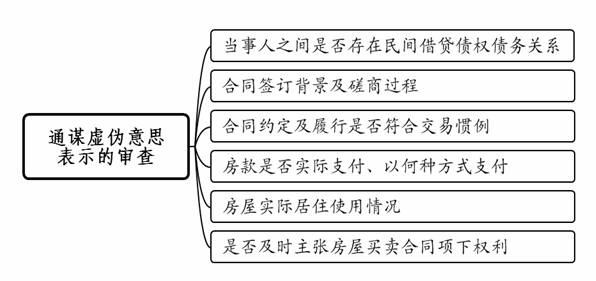 通谋虚伪意思
表示的审查
当事人之间是否存在民间借贷债权债务关系
合同签订背景及磋商过程
合同约定及履行是否符合交易惯例
房款是否实际支付、以何种方式支付
房屋实际居住使用情况
是否及时主张房屋买卖合同项下权利